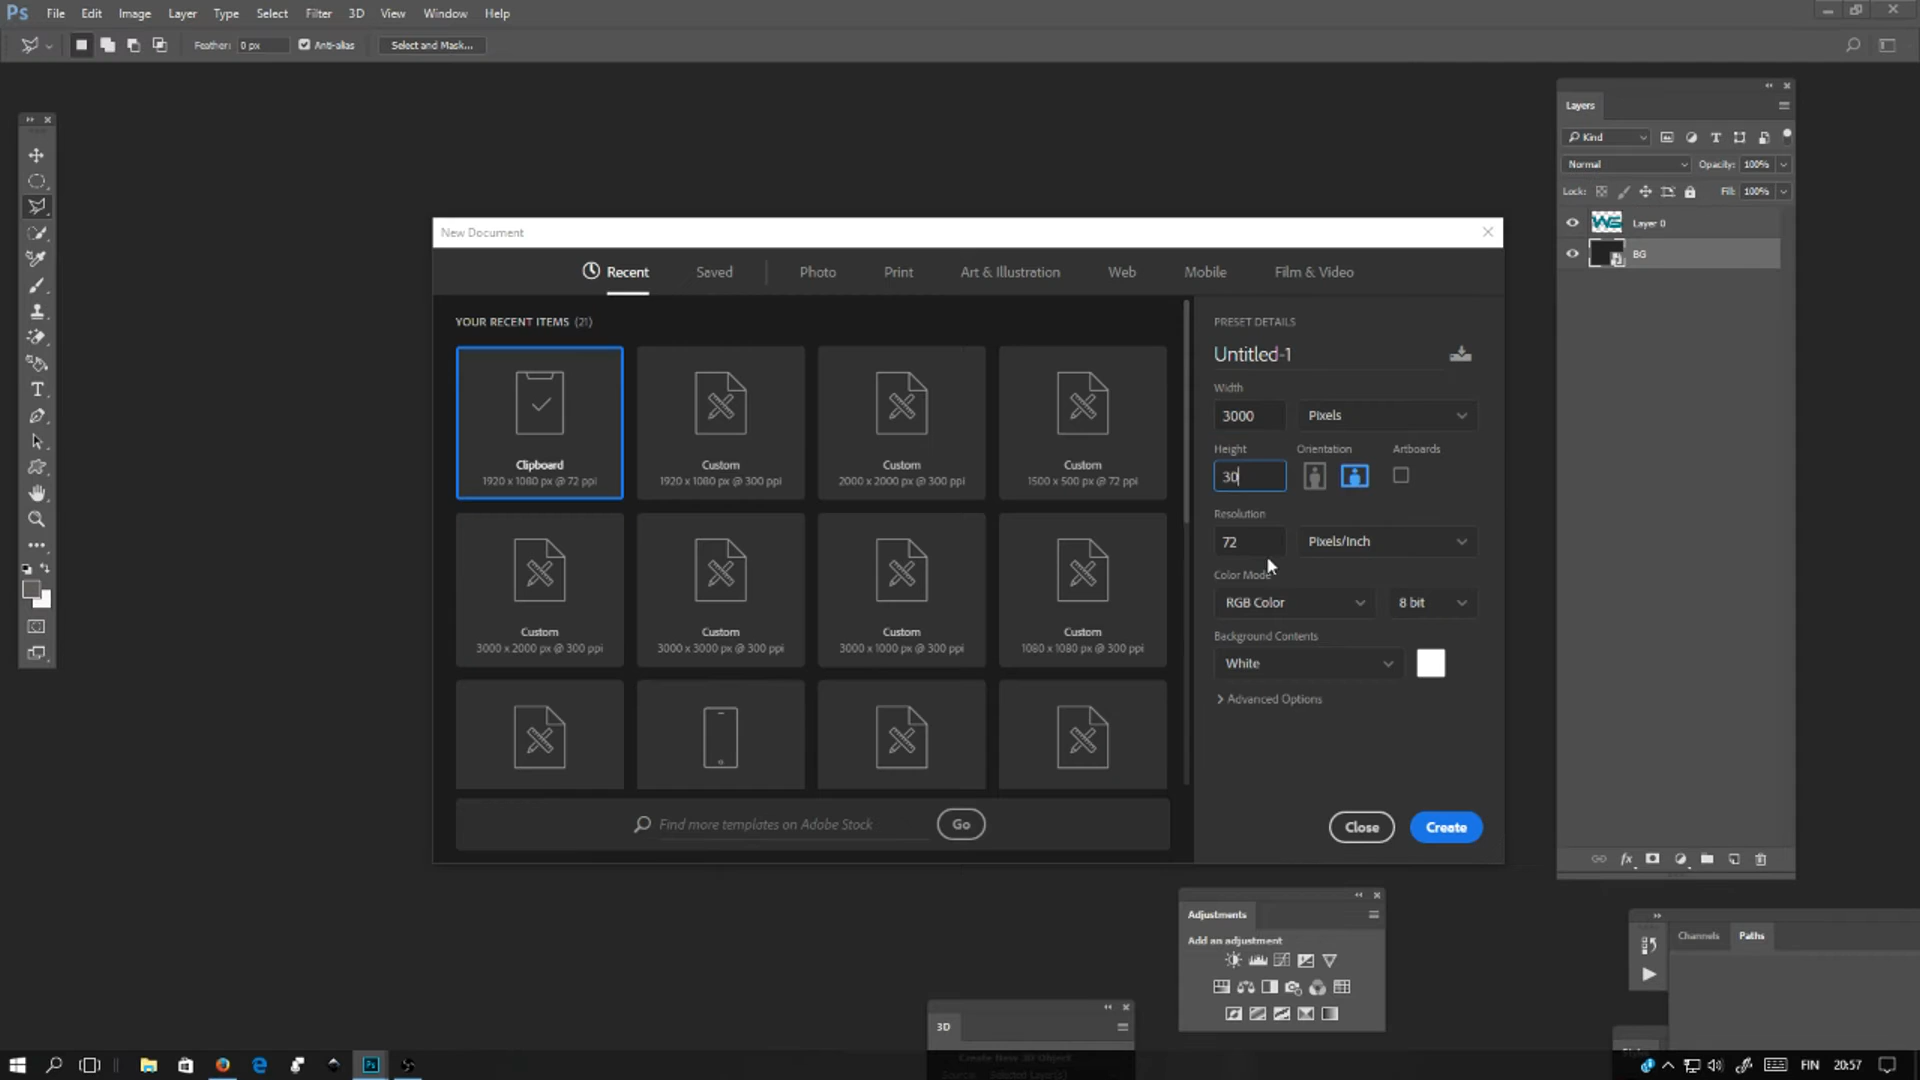 Ps File Edit Image Layer Type Select Filter 3D View Window Help
Feather: 0 px Anti-alias Select and Mask...
Layers
Kind
Normal Opacity: 100%
Lock: Fill: 100%
Layer 0
BG
New Document
Recent Saved Photo Print Art & Illustration Web Mobile Film & Video
YOUR RECENT ITEMS (21)
Clipboard
1920 x 1080 px @ 72 ppi
Custom
1920 x 1080 px @ 300 ppi
Custom
2000 x 2000 px @ 300 ppi
Custom
1500 x 500 px @ 72 ppi
Custom
3000 x 2000 px @ 300 ppi
Custom
3000 x 3000 px @ 300 ppi
Custom
3000 x 1000 px @ 300 ppi
Custom
1080 x 1080 px @ 300 ppi
Find more templates on Adobe Stock Go
PRESET DETAILS
Untitled-1
Width
3000 Pixels
Height Orientation Artboards
30
Resolution
72 Pixels/Inch
Color Mode
RGB Color 8 bit
Background Contents
White
Advanced Options
Close Create
Adjustments
Add an adjustment
Channels Paths
3D
Create New 3D Object
Source: Selected Layer(s)
FIN 20:57